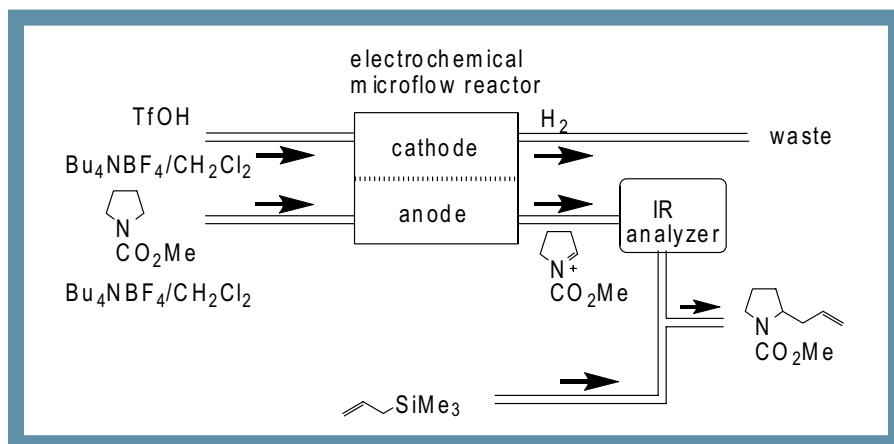 electrochemical
microflow reactor
TfOH
H2
cathode
waste
Bu4NBF4/CH2Cl2
anode
IR
analyzer
N
CO2Me
N
+
CO2Me
Bu4NBF4/CH2Cl2
N
CO2Me
SiMe3